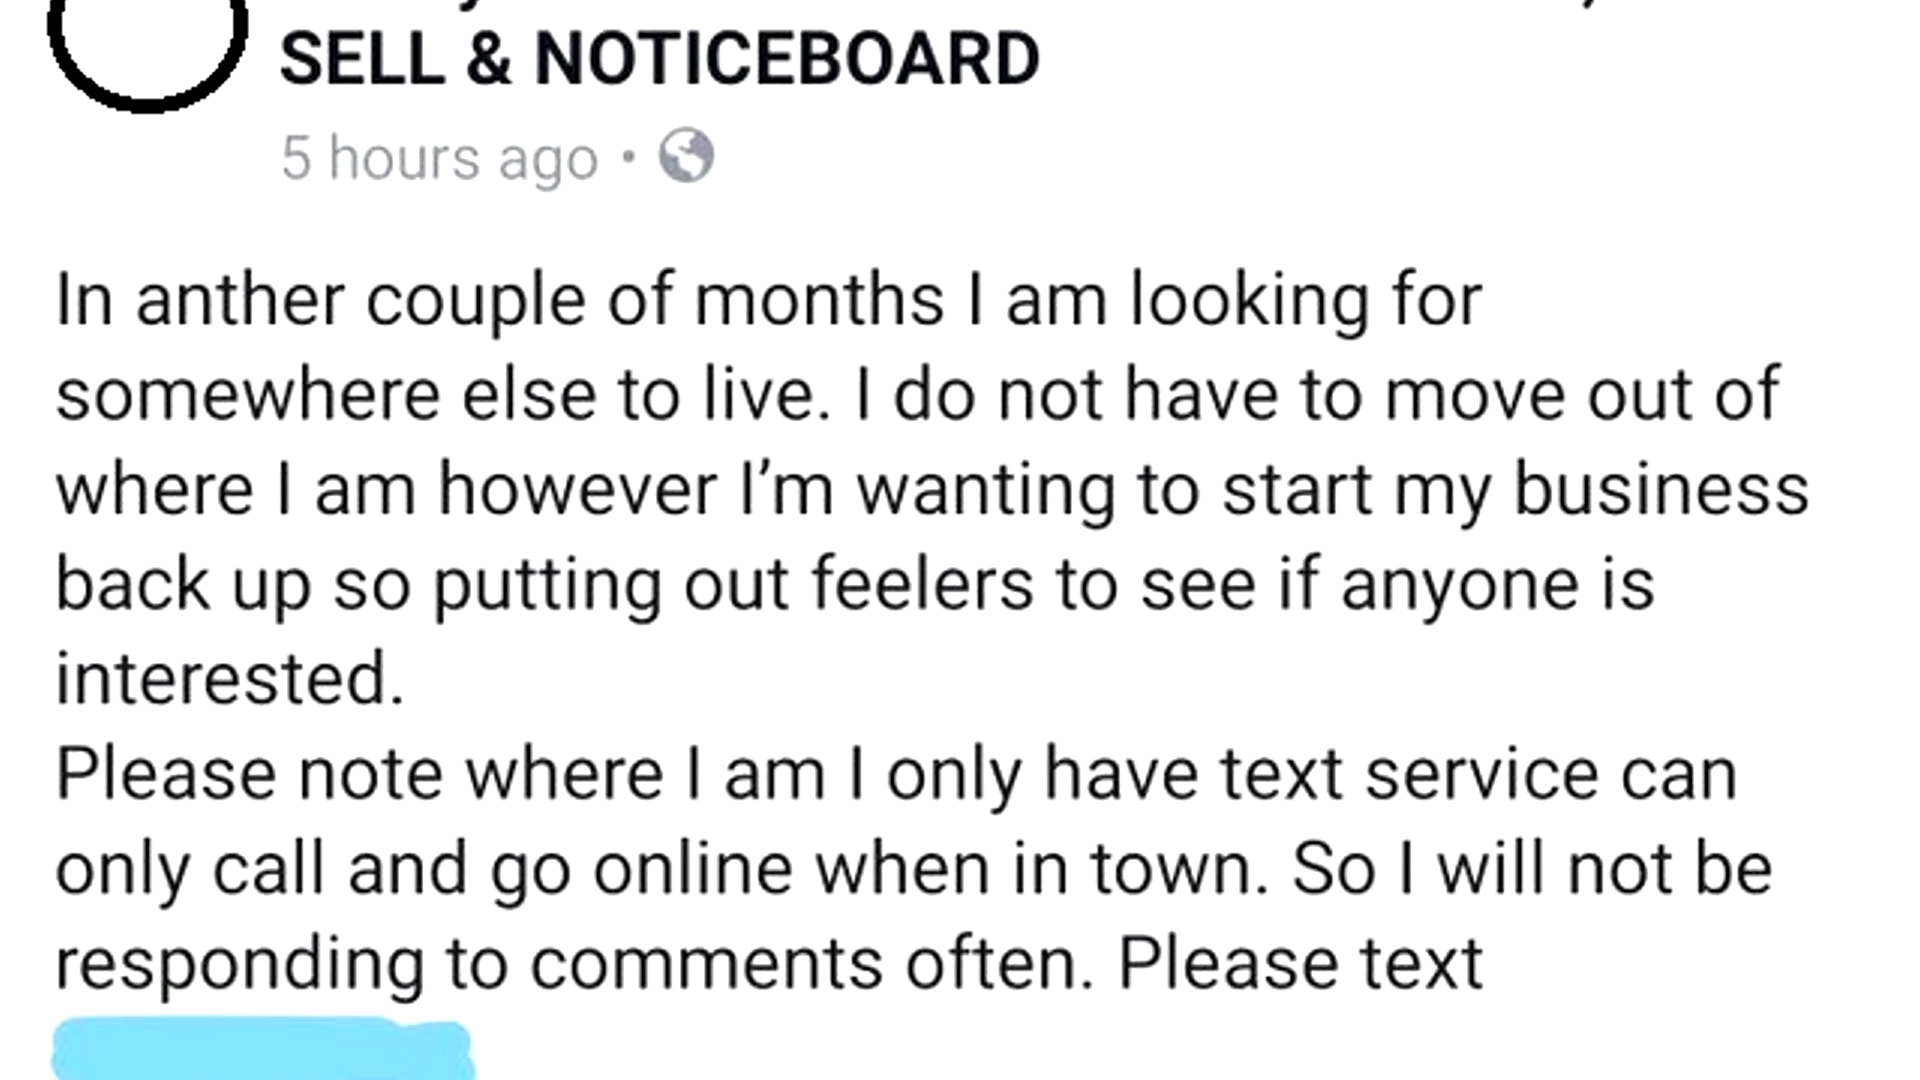 SELL & NOTICEBOARD
5 hours ago •
In anther couple of months I am looking for
somewhere else to live. I do not have to move out of
where I am however I’m wanting to start my business
back up so putting out feelers to see if anyone is
interested.
Please note where I am I only have text service can
only call and go online when in town. So I will not be
responding to comments often. Please text